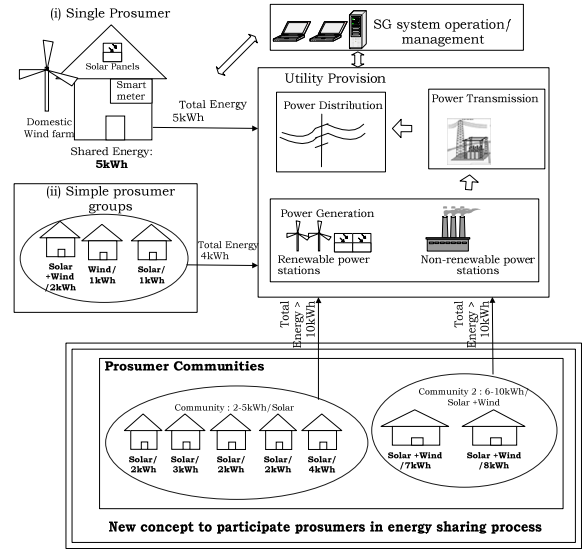 (i) Single Prosumer
Solar Panels
Smart
meter
Domestic
Wind farm
Shared Energy:
5kWh
Total Energy
5kWh
SG system operation/
management
Utility Provision
Power Distribution
Power Transmission
Power Generation
Renewable power
stations
Non-renewable power
stations
(ii) Simple prosumer
groups
Solar
+Wind
/2kWh
Wind/
1kWh
Solar/
1kWh
Total Energy
4kWh
Total
Energy >
10kWh
Total
Energy >
10kWh
Prosumer Communities
Community : 2-5kWh/Solar
Solar/
2kWh
Solar/
3kWh
Solar/
2kWh
Solar/
2kWh
Solar/
4kWh
Community 2 : 6-10kWh/
Solar +Wind
Solar +Wind
/7kWh
Solar +Wind
/8kWh
New concept to participate prosumers in energy sharing process